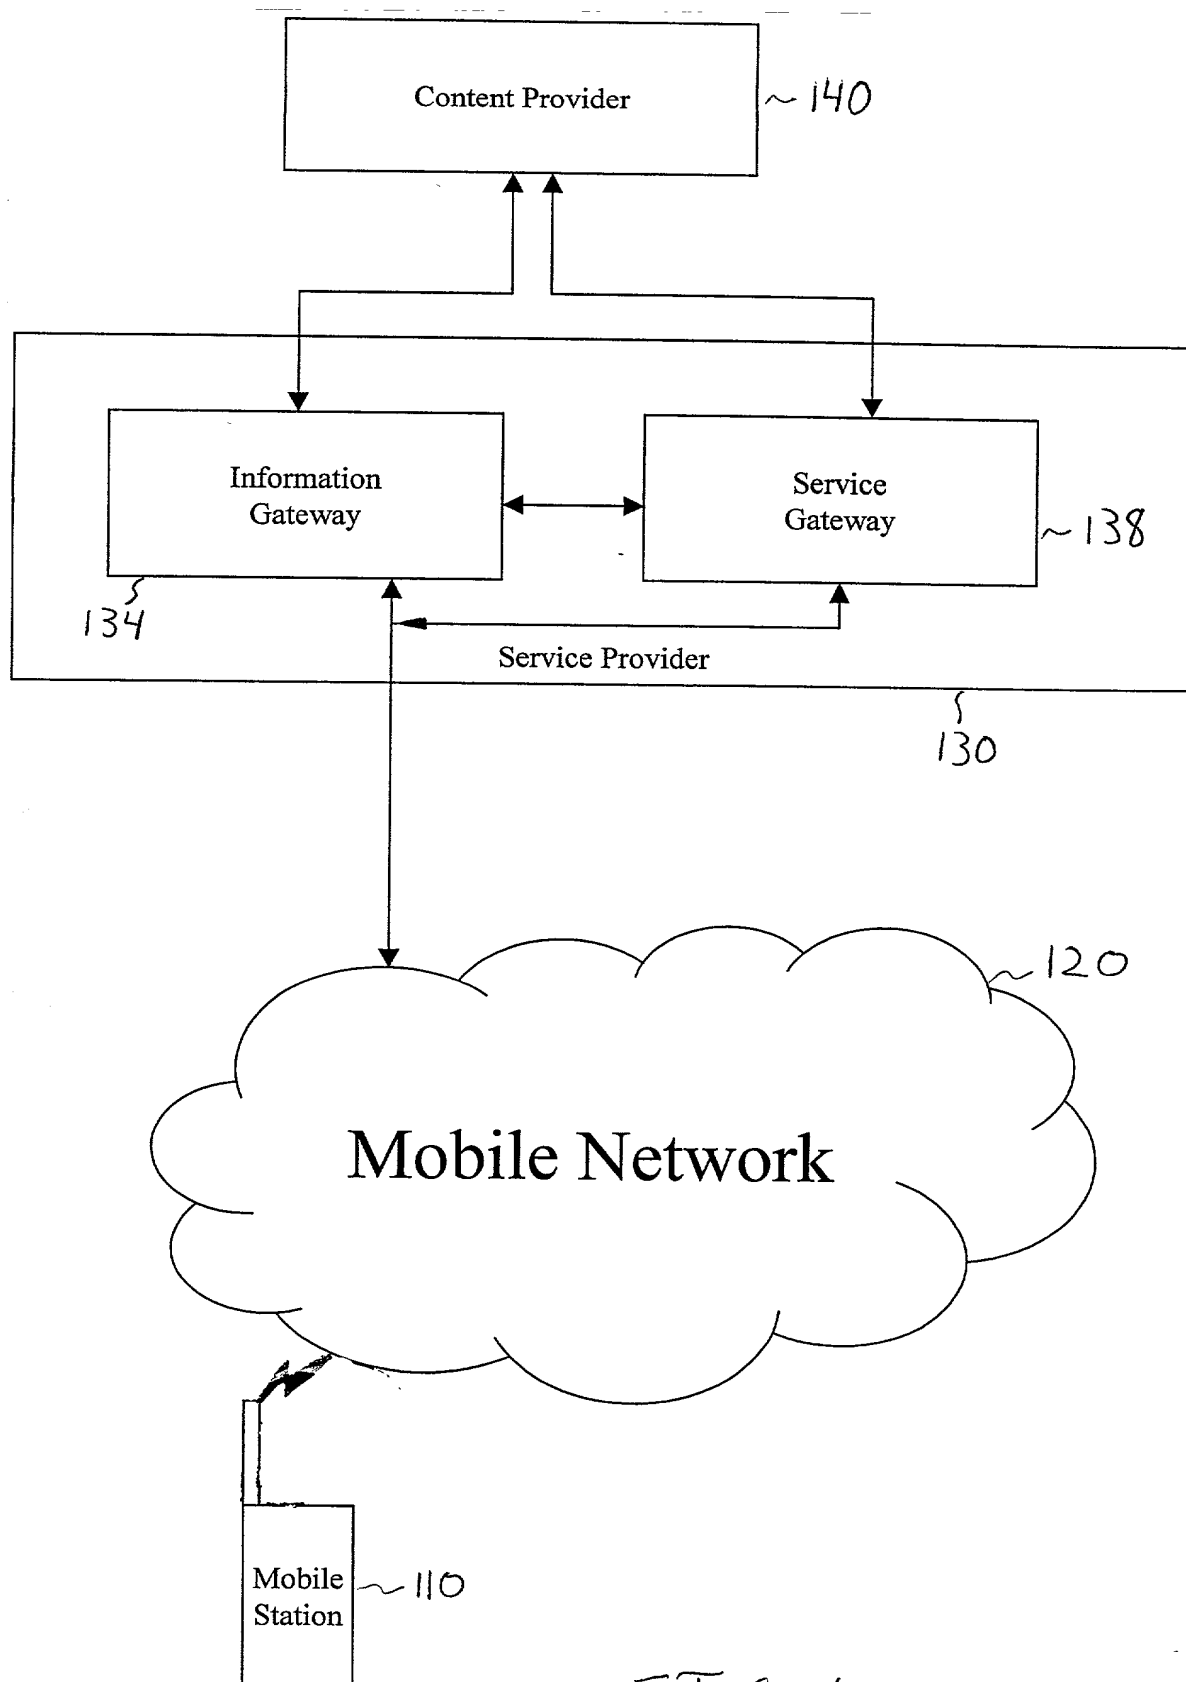 Content Provider
~ 140
Information
Gateway
Service
Gateway
~ 138
134
Service Provider
130
~ 120
Mobile Network
Mobile
Station
~ 110